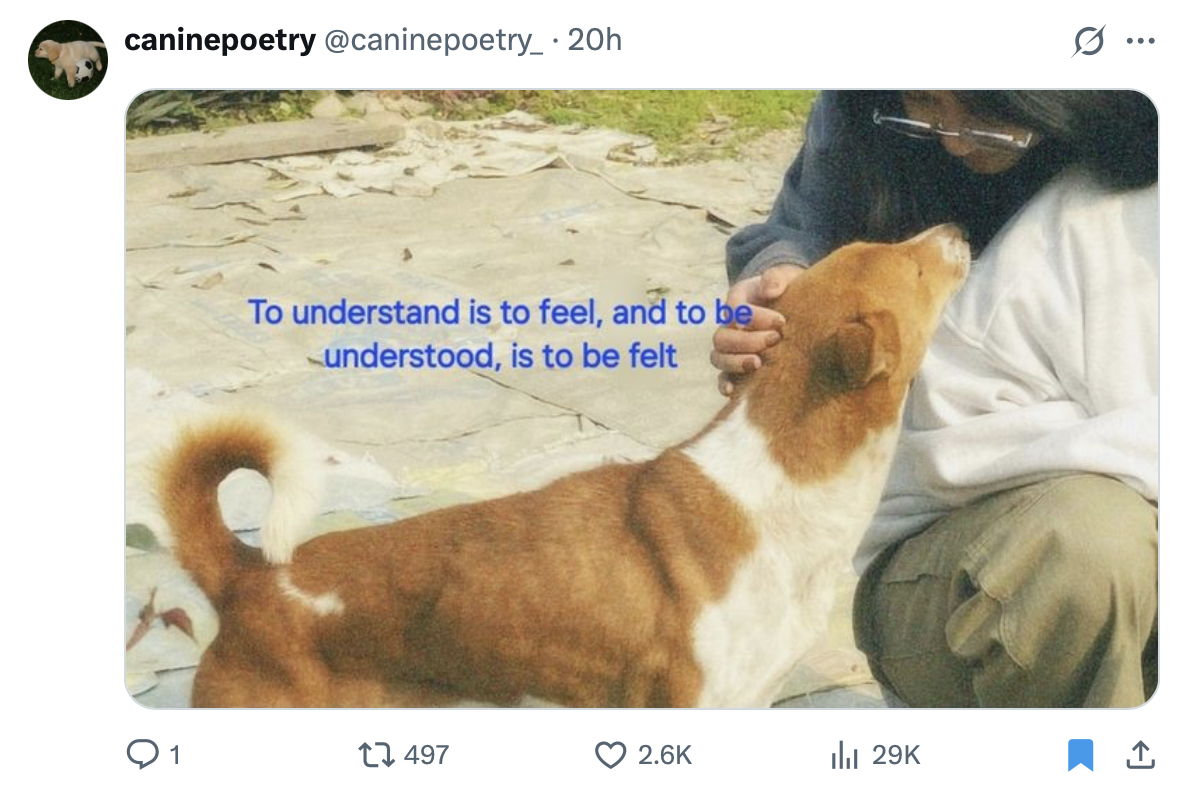 caninepoetry @caninepoetry_ · 20h
To understand is to feel, and to be
understood, is to be felt
1 497 2.6K 29K